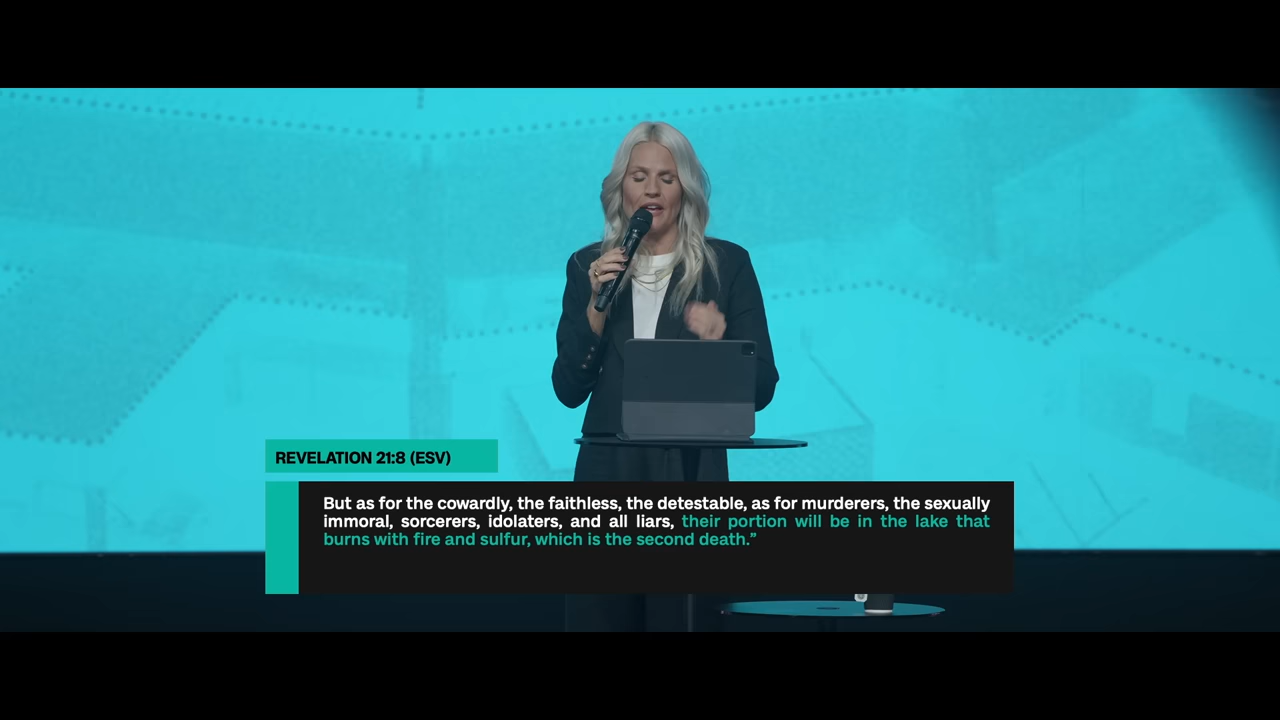 REVELATION 21:8 (ESV)
But as for the cowardly, the faithless, the detestable, as for murderers, the sexually
immoral, sorcerers, idolaters, and all liars, their portion will be in the lake that
burns with fire and sulfur, which is the second death.”